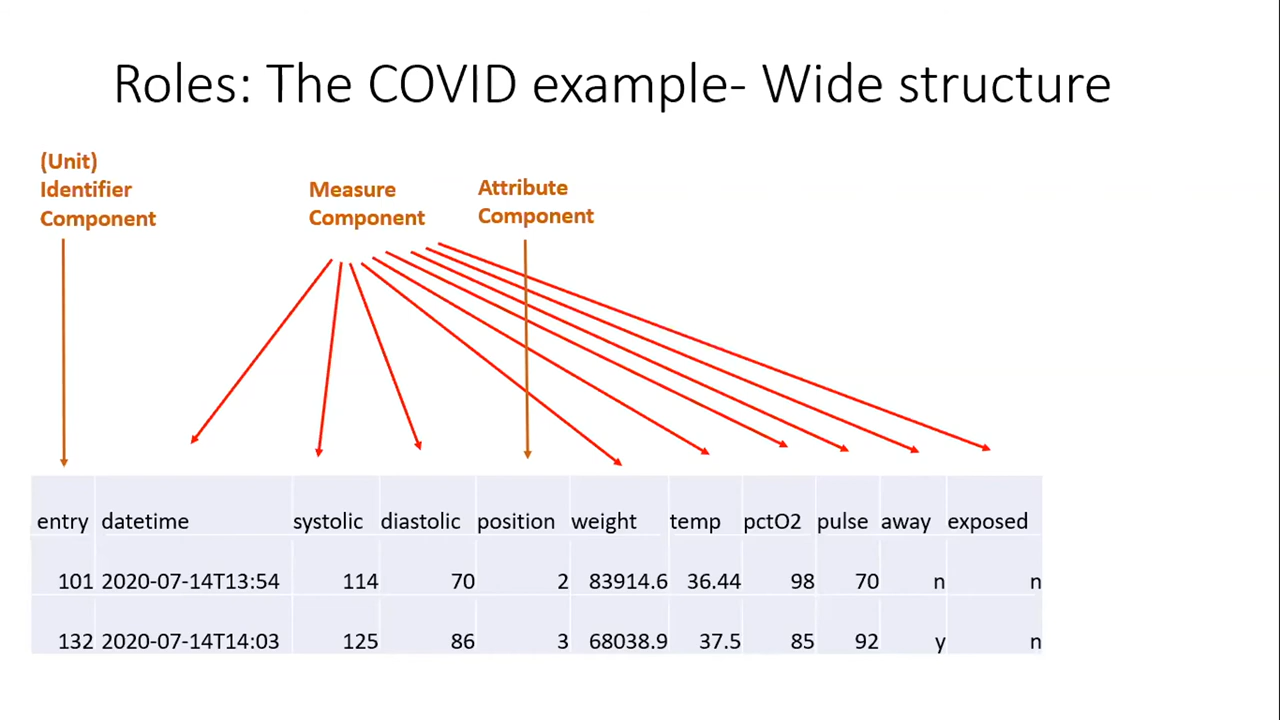 Roles: The COVID example- Wide structure
(Unit)
Identifier
Component
Measure
Component
Attribute
Component
entry datetime systolic diastolic position weight temp pctO2 pulse away exposed
101 2020-07-14T13:54 114 70 2 83914.6 36.44 98 70 n n
132 2020-07-14T14:03 125 86 3 68038.9 37.5 85 92 y n